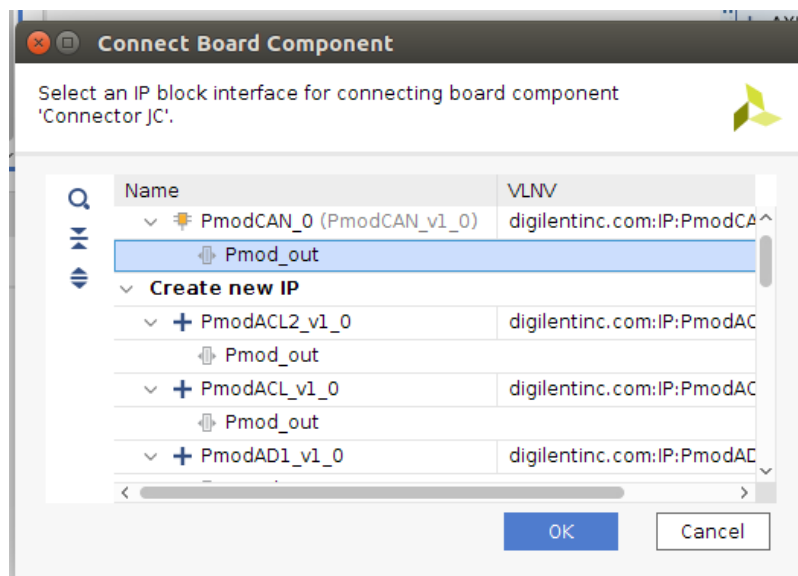 Connect Board Component
Select an IP block interface for connecting board component
'Connector JC'.
Name VLNV
PmodCAN_0 (PmodCAN_v1_0) digilentinc.com:IP:PmodCA
Pmod_out
Create new IP
PmodACL2_v1_0 digilentinc.com:IP:PmodAC
Pmod_out
PmodACL_v1_0 digilentinc.com:IP:PmodAC
Pmod_out
PmodAD1_v1_0 digilentinc.com:IP:PmodAD
OK Cancel